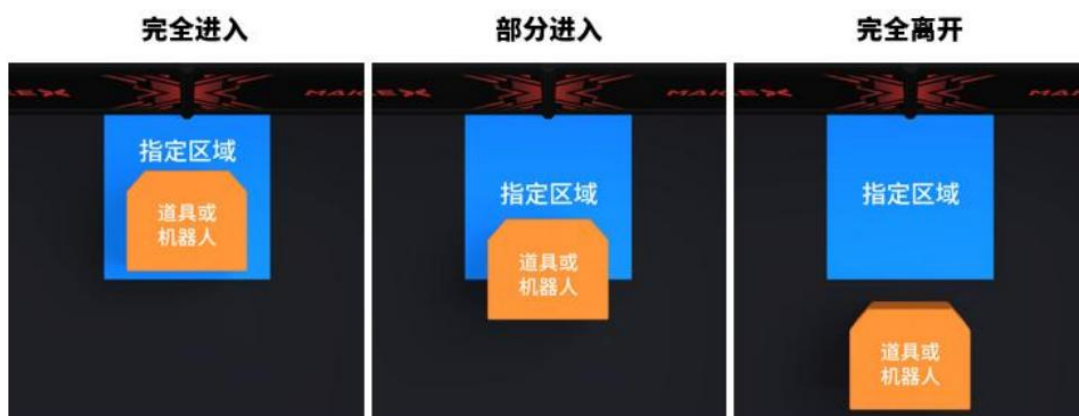 完全进入
部分进入
完全离开
指定区域
道具或
机器人
指定区域
道具或
机器人
指定区域
道具或
机器人